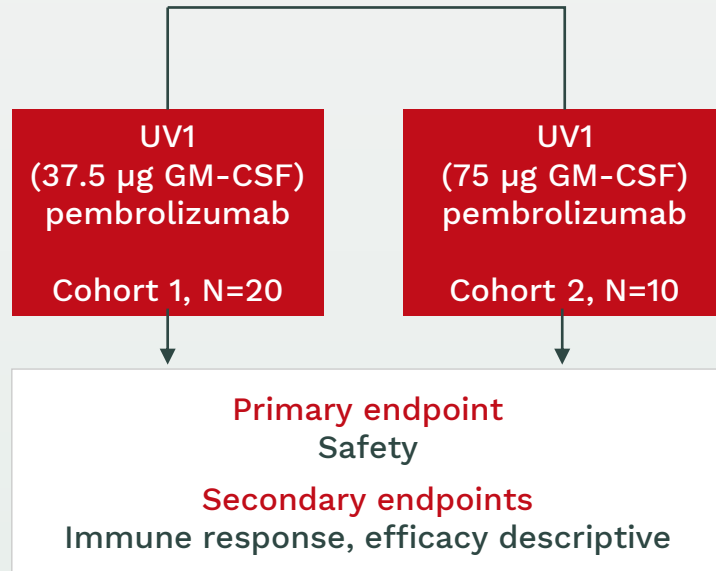 UV1
(37.5 µg GM-CSF)
pembrolizumab
Cohort 1, N=20
UV1
(75 µg GM-CSF)
pembrolizumab
Cohort 2, N=10
Primary endpoint
Safety
Secondary endpoints
Immune response, efficacy descriptive